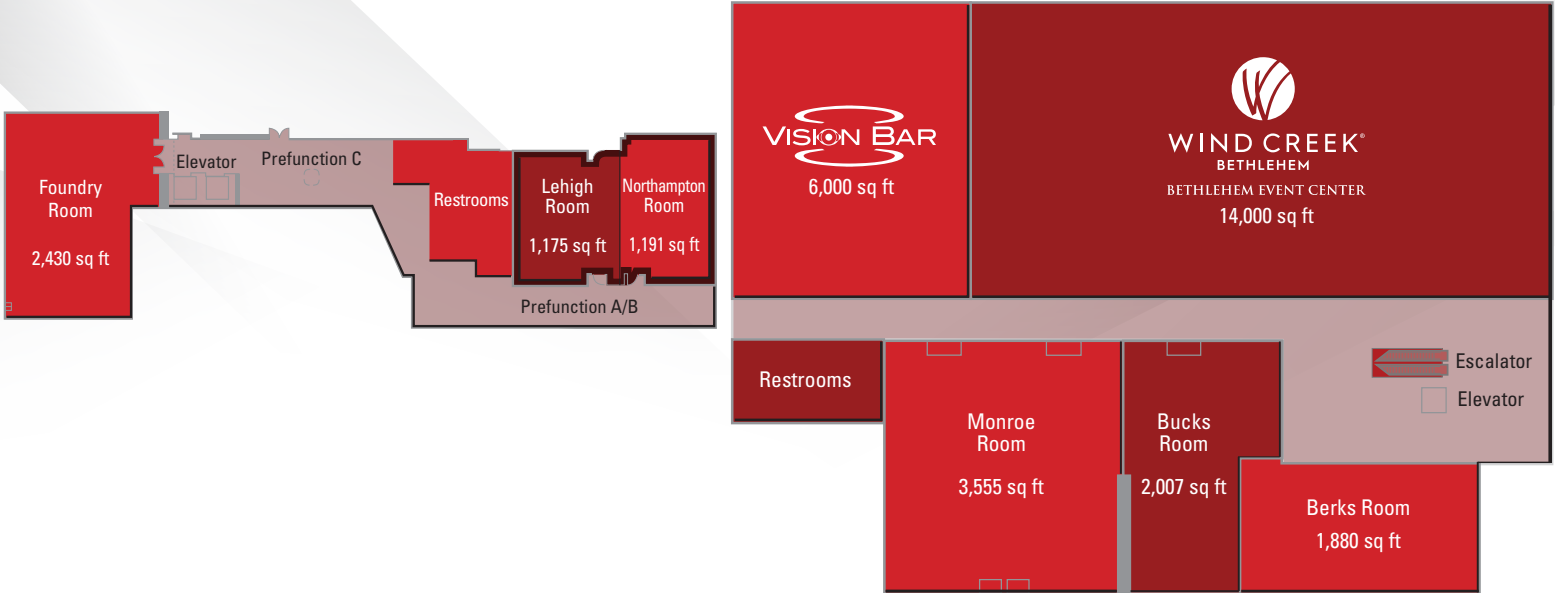 Foundry
Room
2,430 sq ft
Elevator
Prefunction C
Restrooms
Lehigh
Room
1,175 sq ft
Northampton
Room
1,191 sq ft
Prefunction A/B
VISION BAR
6,000 sq ft
WIND CREEK®
BETHLEHEM
BETHLEHEM EVENT CENTER
14,000 sq ft
Restrooms
Monroe
Room
3,555 sq ft
Bucks
Room
2,007 sq ft
Escalator
Elevator
Berks Room
1,880 sq ft